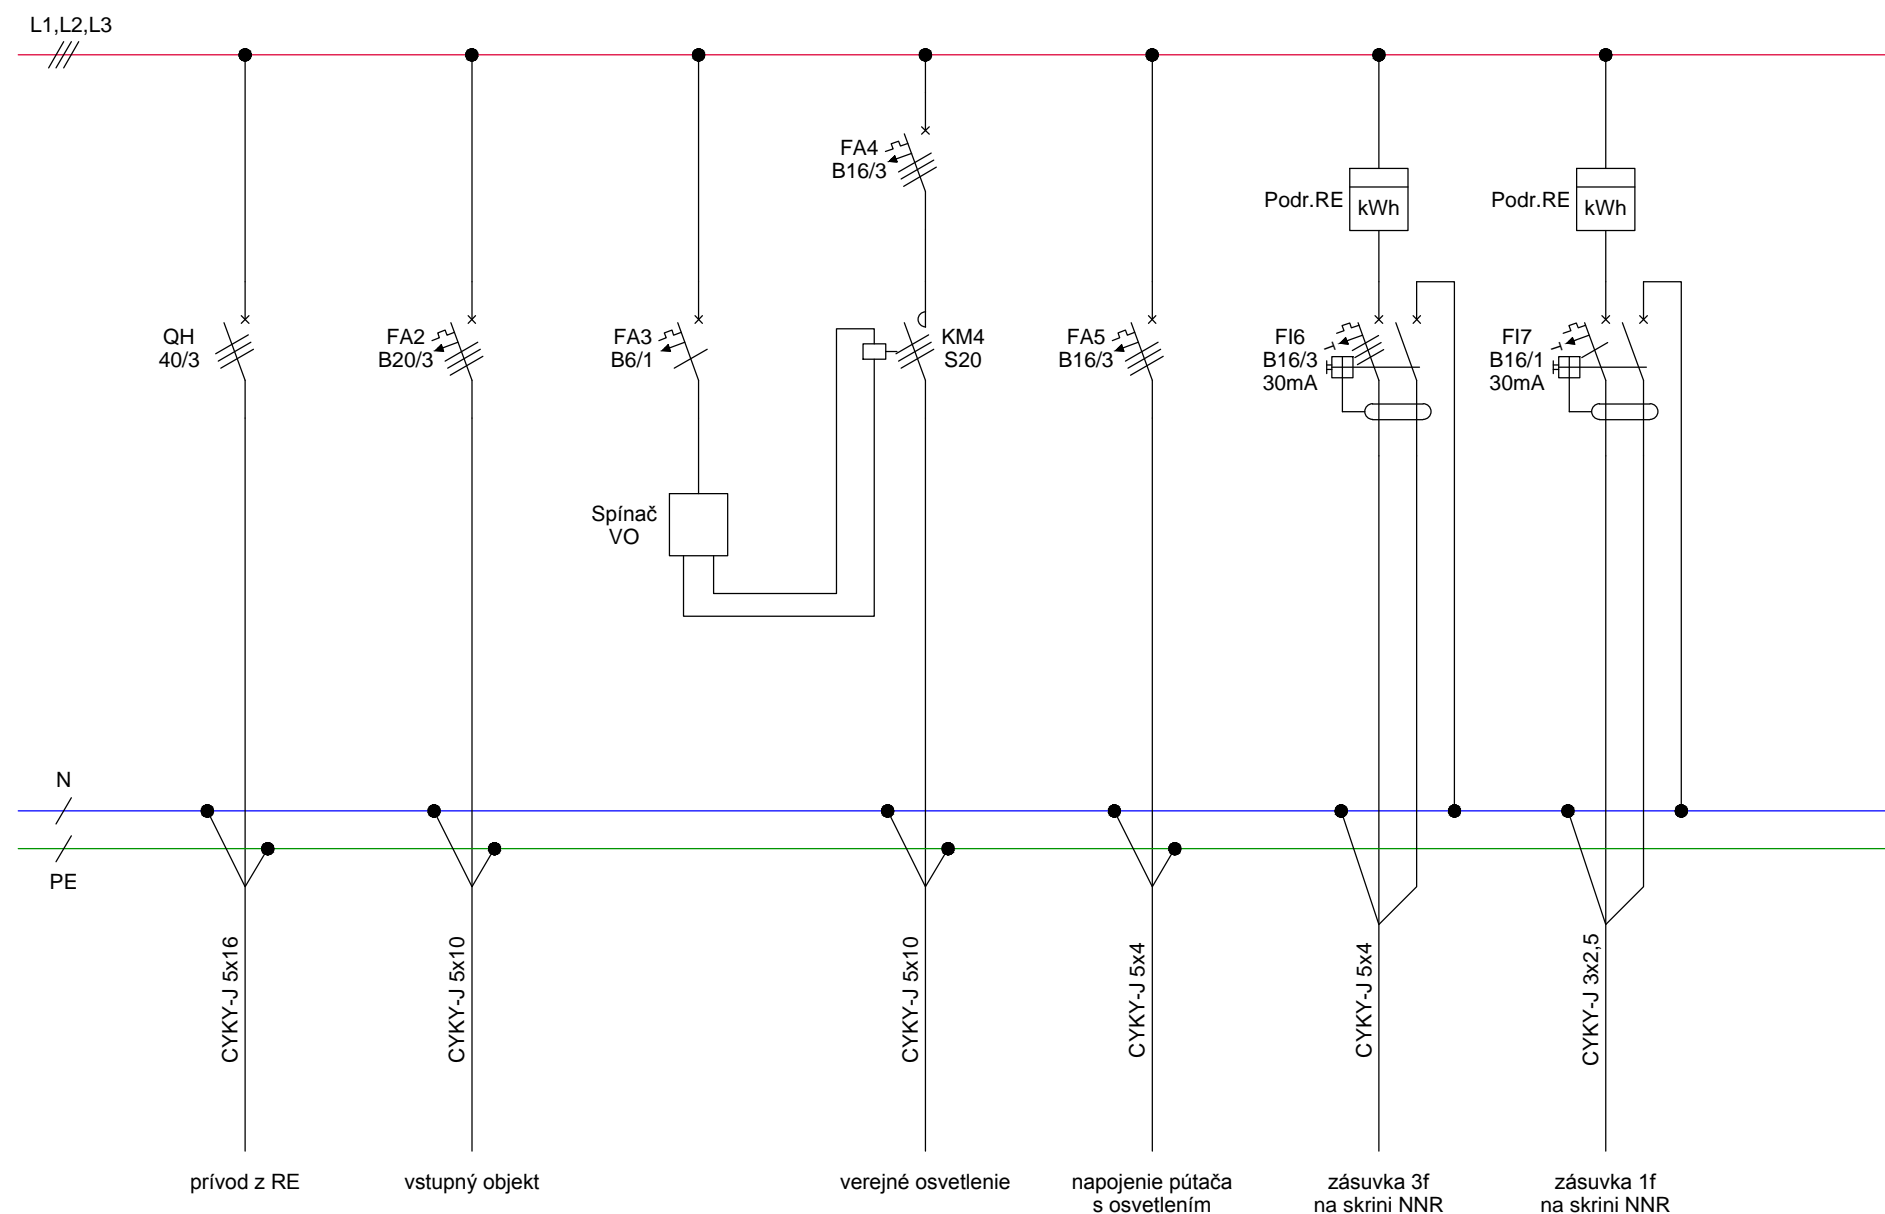 L1,L2,L3
FA4
B16/3
Podr.RE
kWh
Podr.RE
kWh
QH
40/3
FA2
B20/3
FA3
B6/1
KM4
S20
FA5
B16/3
FI6
B16/3
30mA
FI7
B16/1
30mA
Spínač
VO
N
PE
CYKY-J 5x16
CYKY-J 5x10
CYKY-J 5x10
CYKY-J 5x4
CYKY-J 5x4
CYKY-J 3x2,5
prívod z RE
vstupný objekt
verejné osvetlenie
napojenie pútača
s osvetlením
zásuvka 3f
na skrini NNR
zásuvka 1f
na skrini NNR